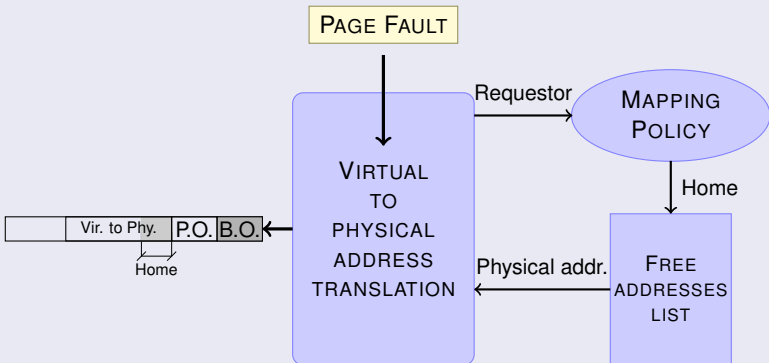 PAGE FAULT
Requestor
MAPPING
POLICY
VIRTUAL
TO
PHYSICAL
ADDRESS
TRANSLATION
Home
Vir. to Phy.
P.O.
B.O.
Home
Physical addr.
FREE
ADDRESSES
LIST